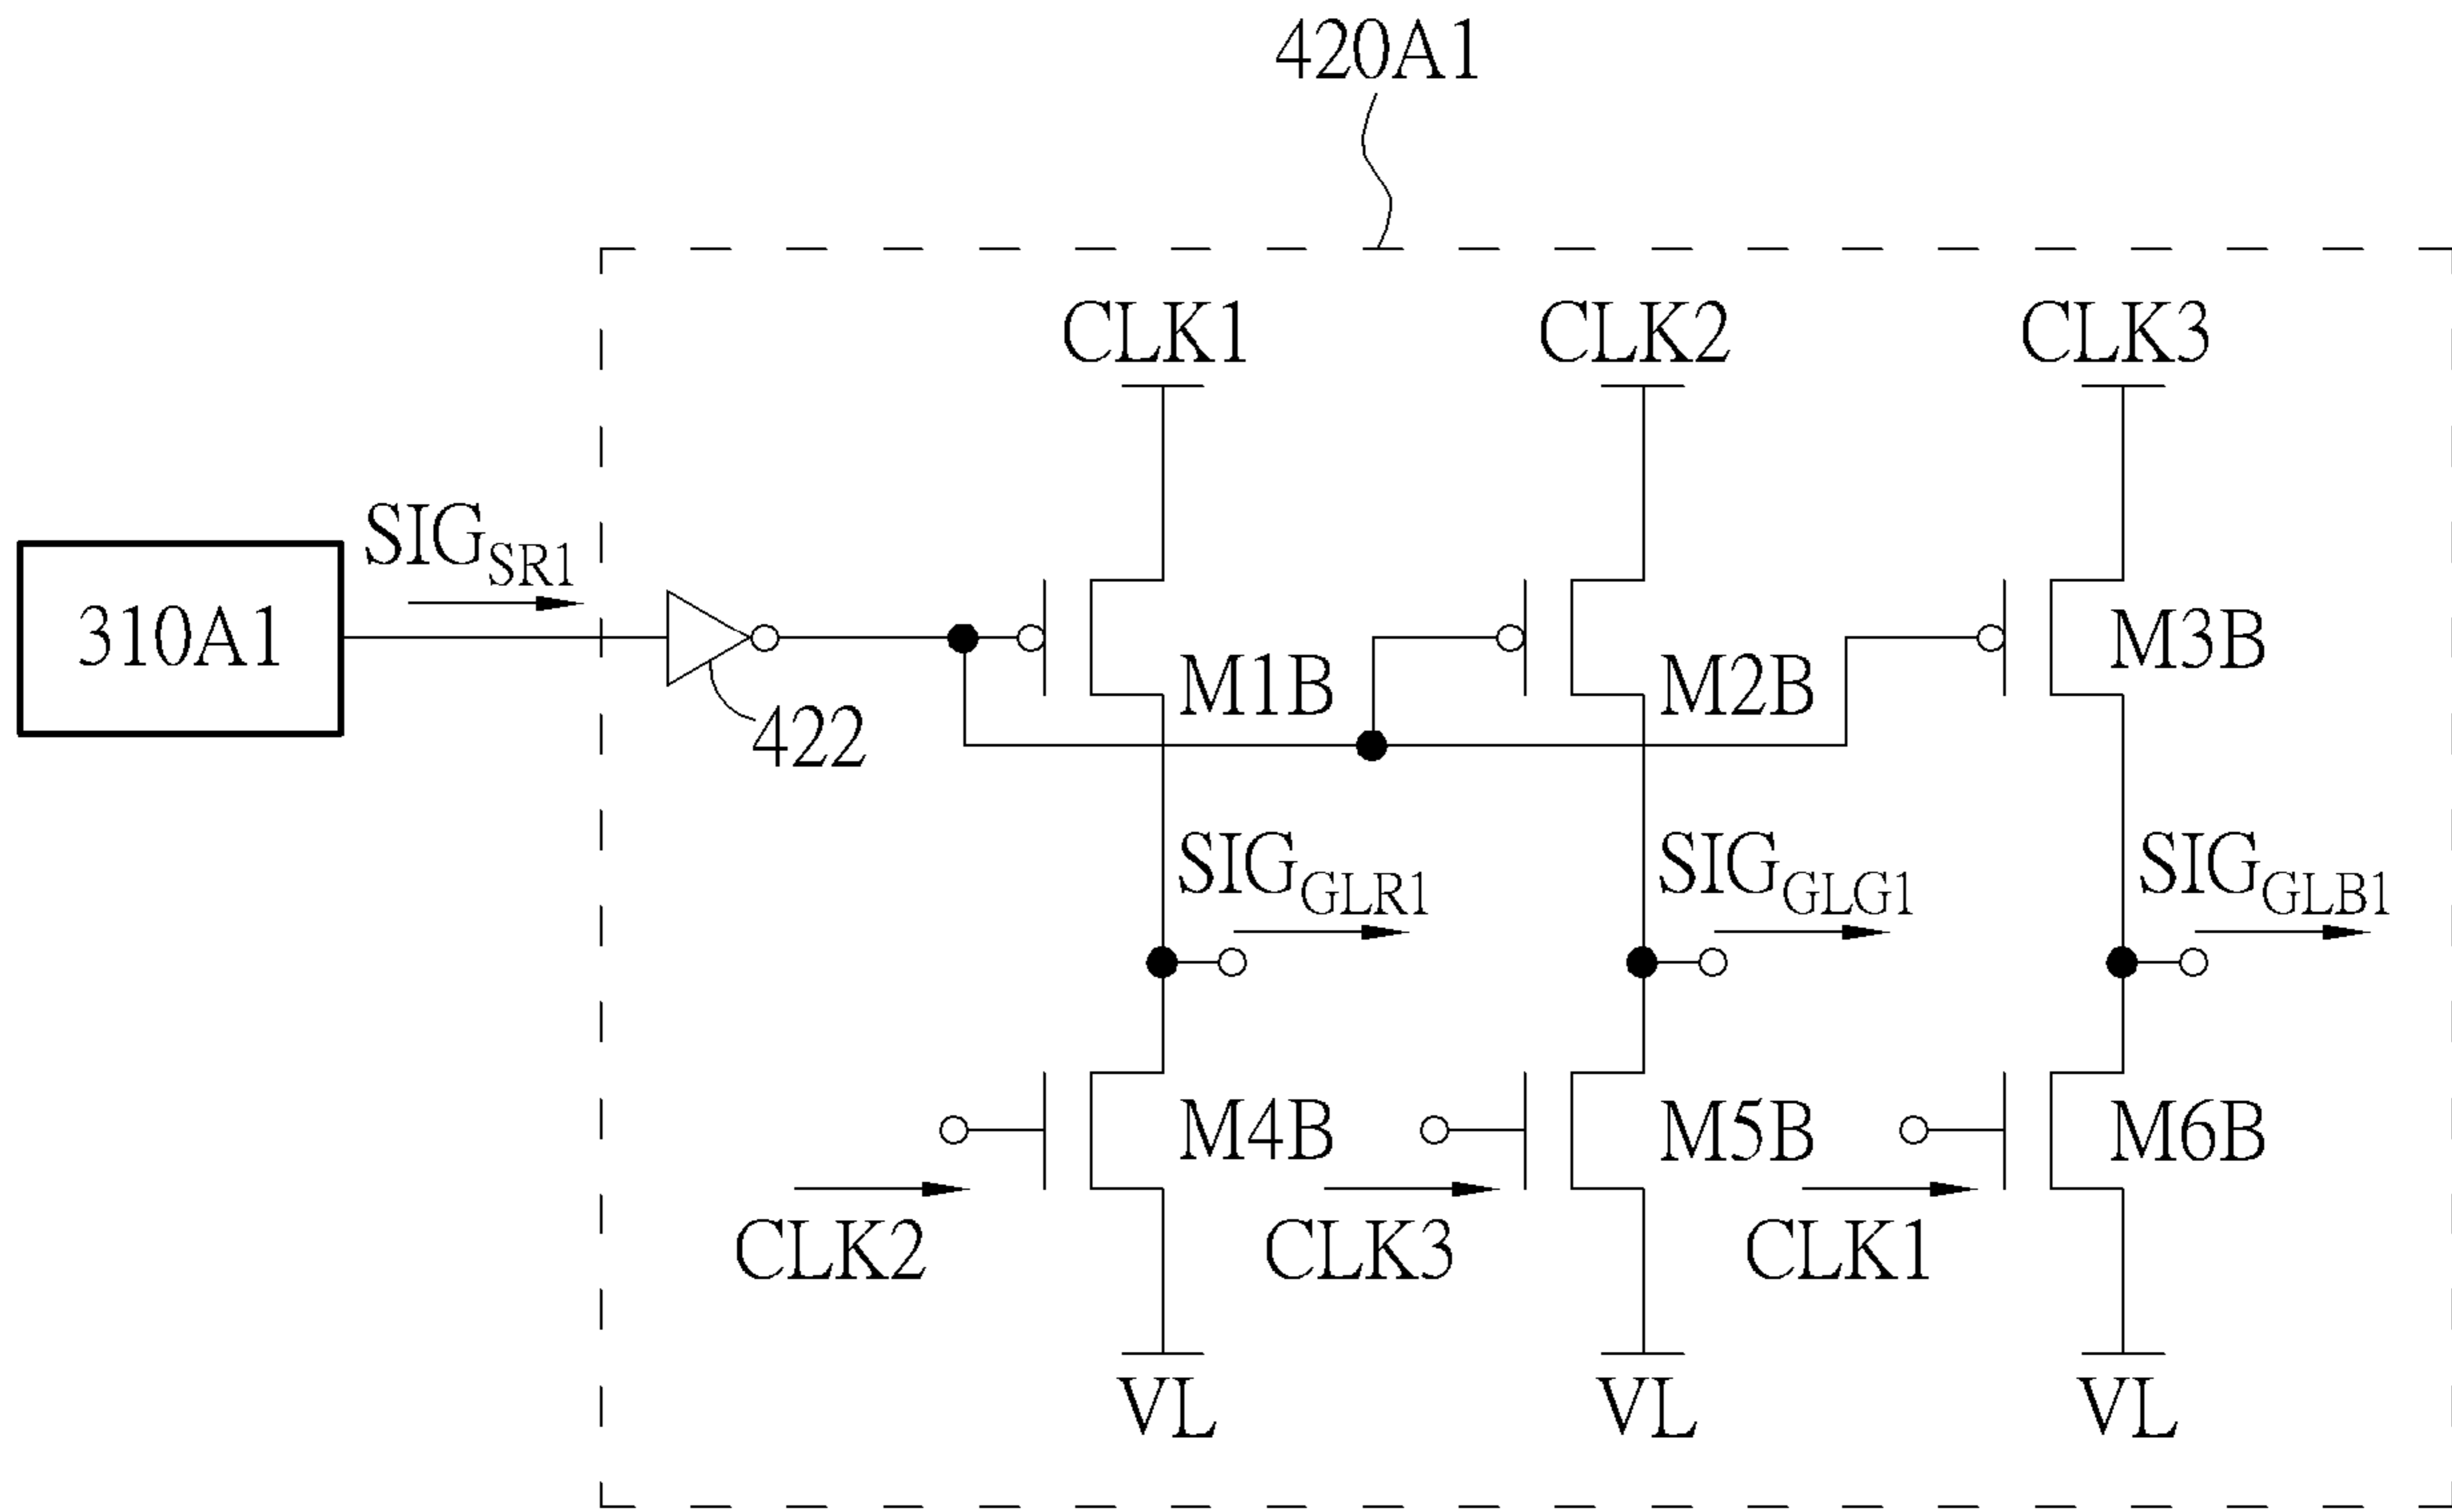 420A1
CLK1
CLK2
CLK3
SIGSR1
310A1
422
M1B
M2B
M3B
SIGGLR1
SIGGLG1
SIGGLB1
M4B
M5B
M6B
CLK2
CLK3
CLK1
VL
VL
VL